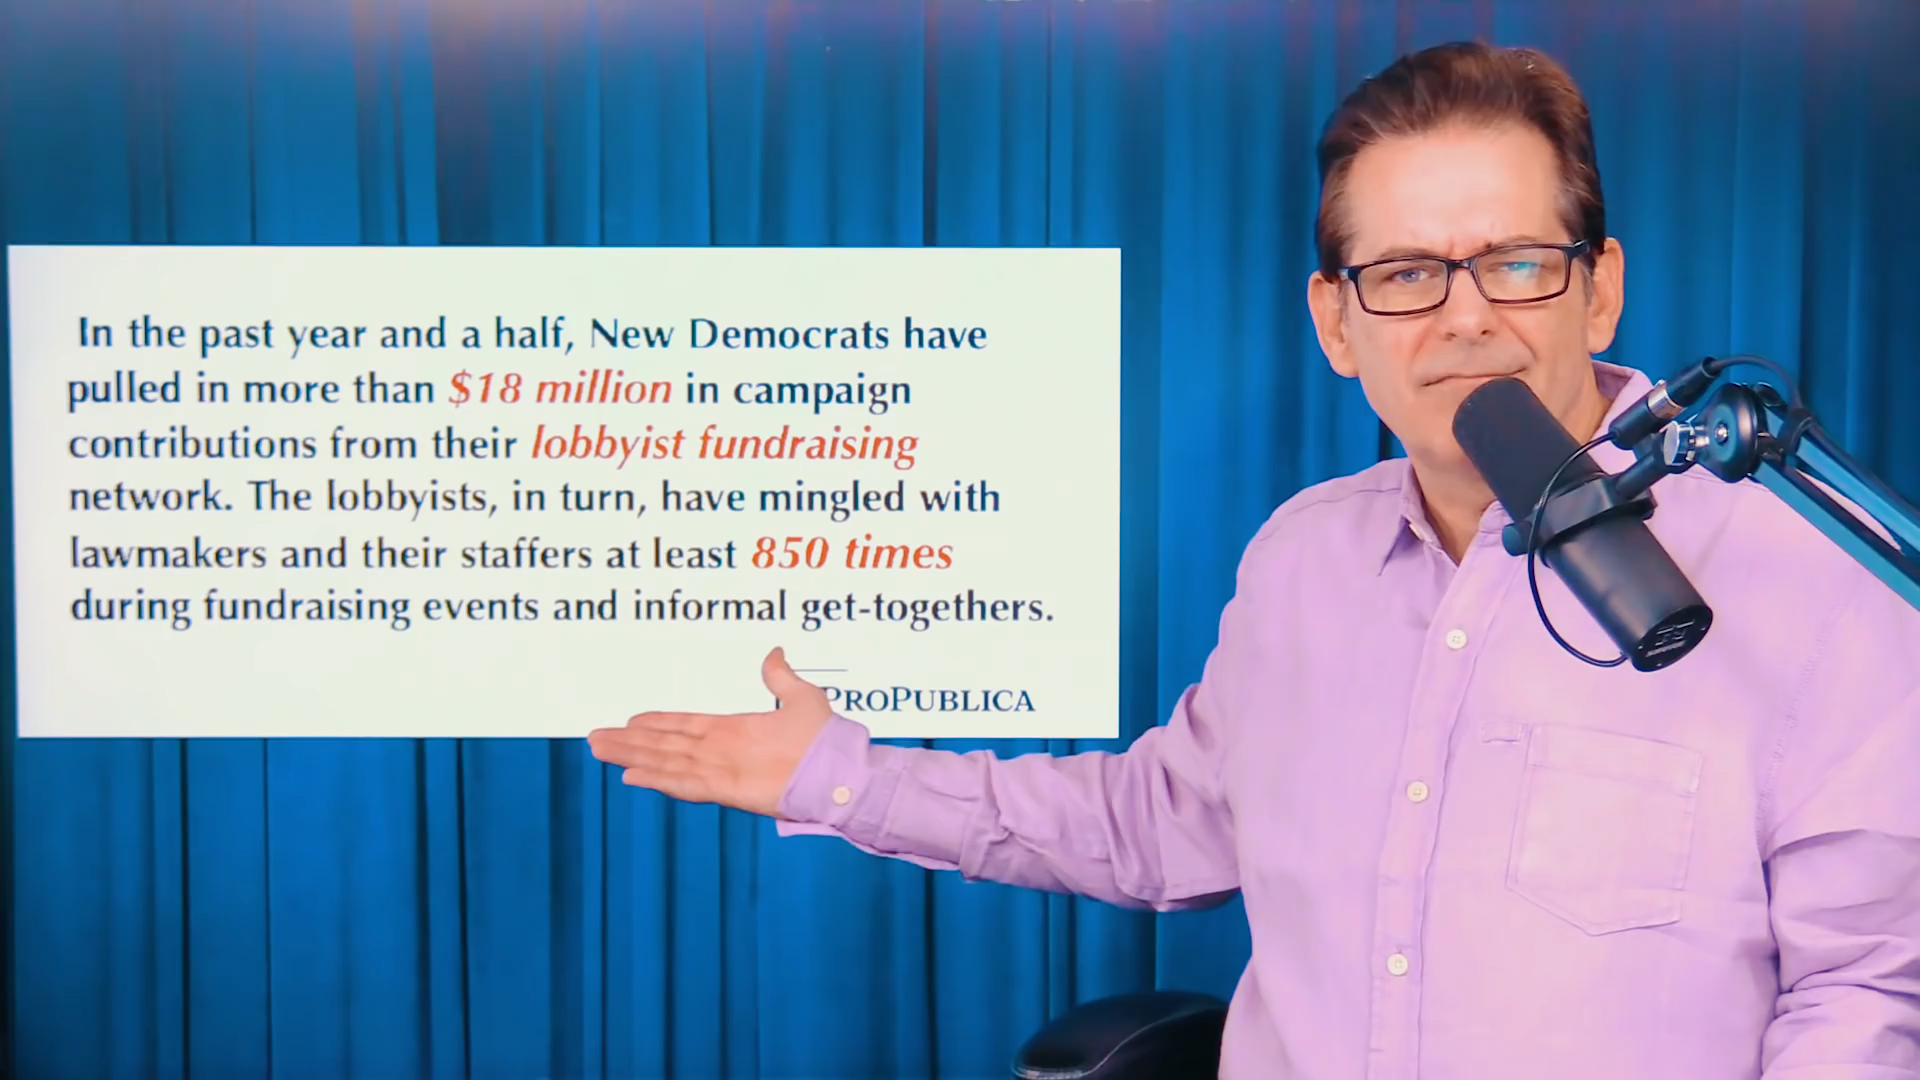 In the past year and a half, New Democrats have
pulled in more than $18 million in campaign
contributions from their lobbyist fundraising
network. The lobbyists, in turn, have mingled with
lawmakers and their staffers at least 850 times
during fundraising events and informal get-togethers.
PROPUBLICA